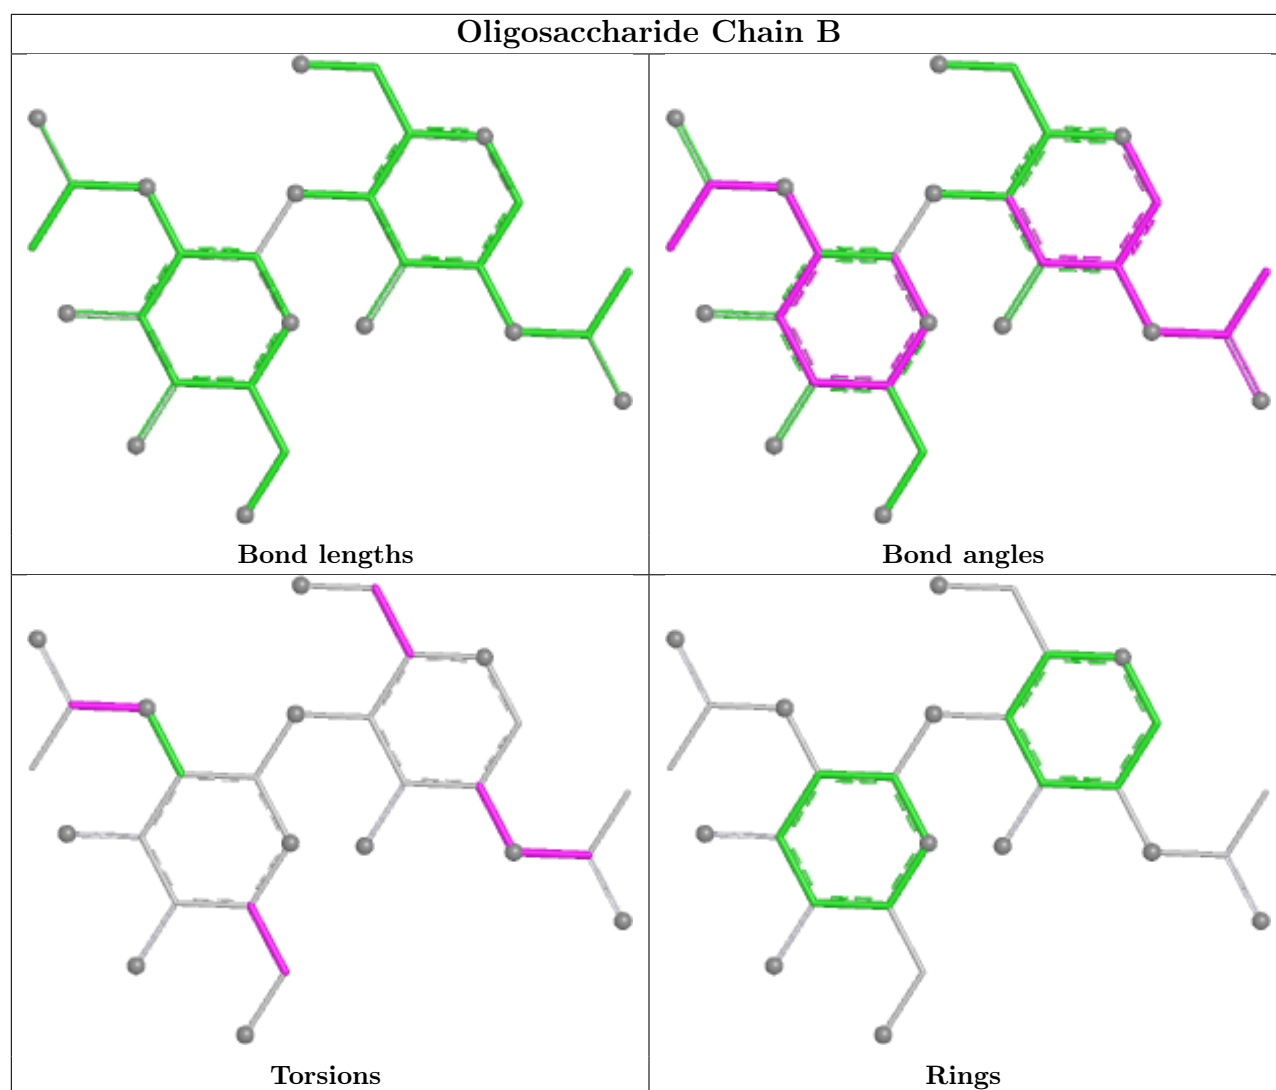 Oligosaccharide Chain B
Bond lengths
Bond angles
Torsions
Rings